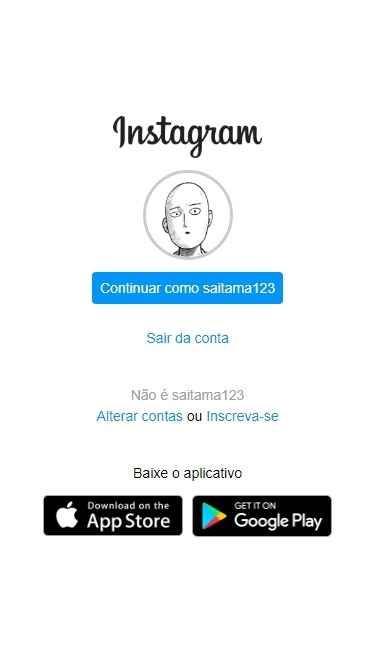 Instagram
Continuar como saitama123
Sair da conta
Não é saitama123
Alterar contas ou Inscreva-se
Baixe o aplicativo
Download on the
App Store
GET IT ON
Google Play